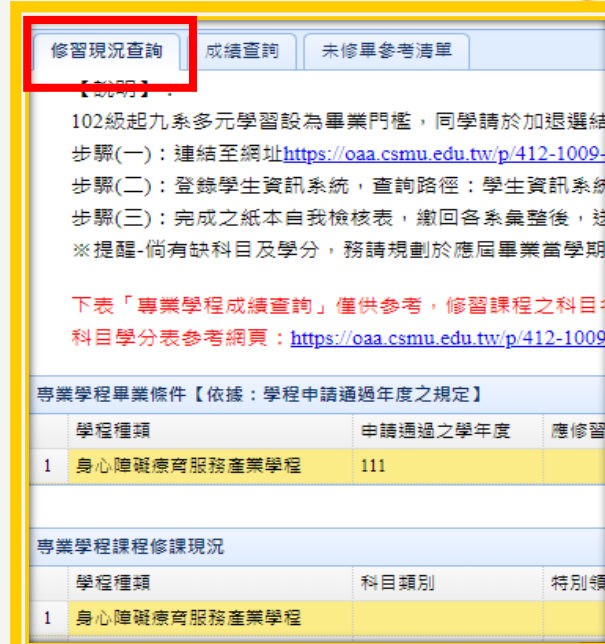 修習現況查詢 成績查詢 未修畢參考清單
【說明】：
102級起九系多元學習設為畢業門檻，同學請於加退選結
步驟(一)：連結至網址https://oaa.csmu.edu.tw/p/412-1009-
步驟(二)：登錄學生資訊系統，查詢路徑：學生資訊系統
步驟(三)：完成之紙本自我檢核表，繳回各系彙整後，送
※提醒-倘有缺科目及學分，務請規劃於應屆畢業當學期
下表「專業學程成績查詢」僅供參考，修習課程之科目名
科目學分表參考網頁：https://oaa.csmu.edu.tw/p/412-1009
專業學程畢業條件【依據：學程申請通過年度之規定】
學程種類 申請通過之學年度 應修習
1 身心障礙療育服務產業學程 111
專業學程課程修課現況
學程種類 科目類別 特別領
1 身心障礙療育服務產業學程